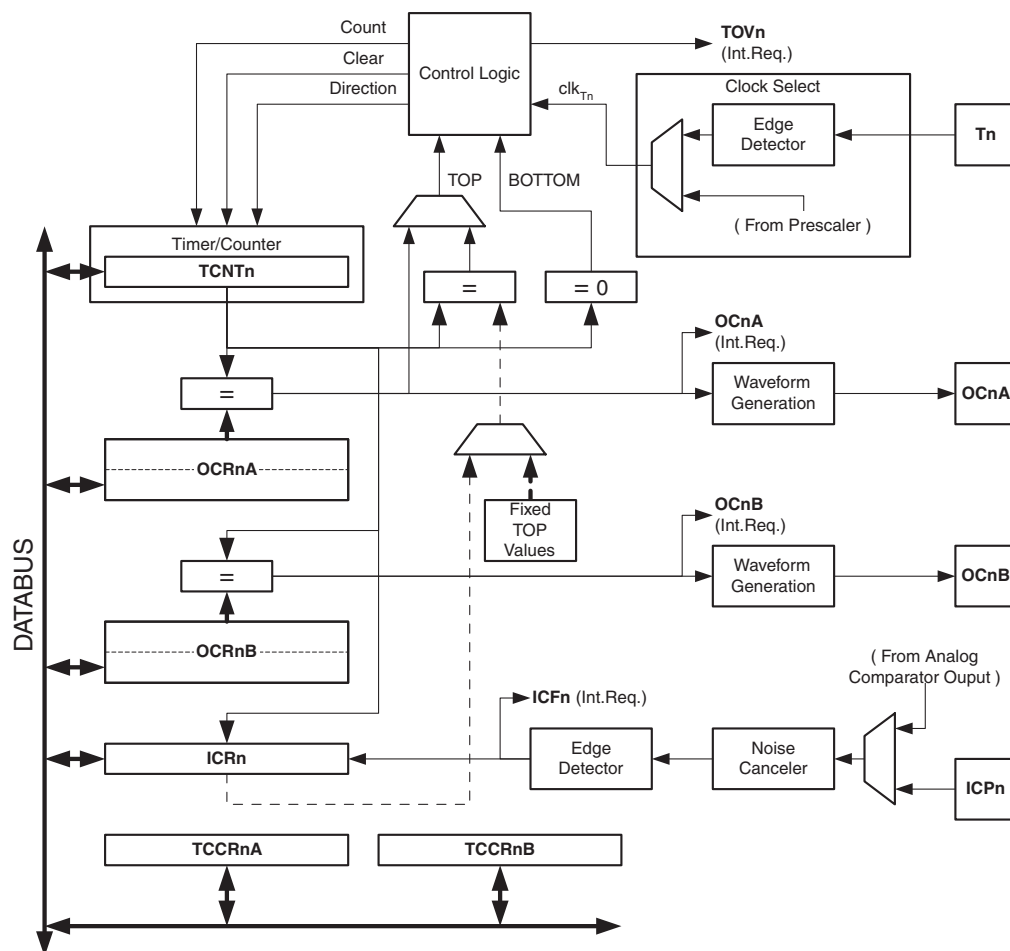 Count
Clear
Direction
Control Logic
TOVn
(Int.Req.)
clkTn
Clock Select
Edge
Detector
Tn
( From Prescaler )
TOP
BOTTOM
Timer/Counter
TCNTn
=
= 0
OCnA
(Int.Req.)
=
Waveform
Generation
OCnA
OCRnA
Fixed
TOP
Values
OCnB
(Int.Req.)
=
Waveform
Generation
OCnB
OCRnB
DATABUS
( From Analog
Comparator Ouput )
ICFn (Int.Req.)
ICRn
Edge
Detector
Noise
Canceler
ICPn
TCCRnA
TCCRnB